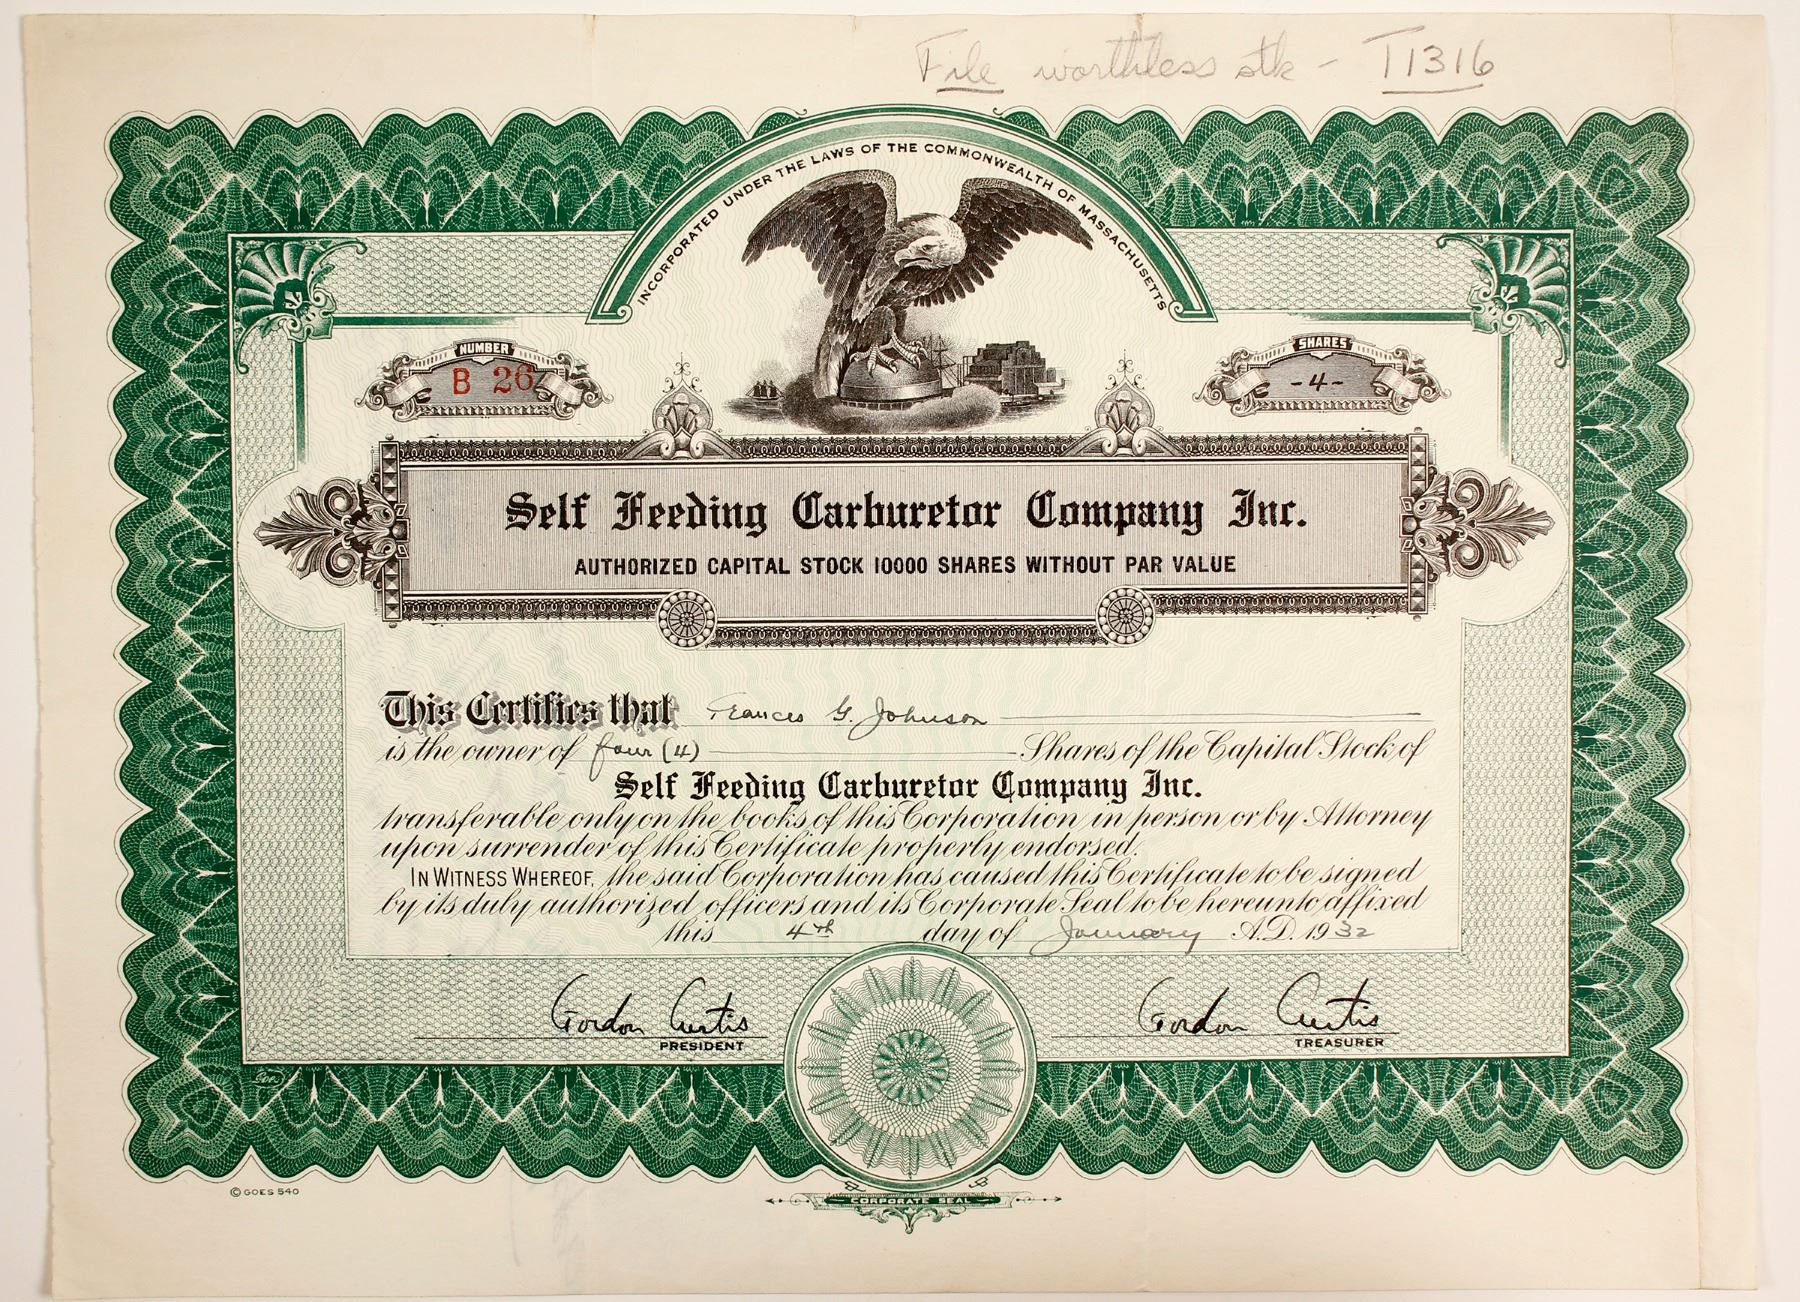 File worthless stk - T1316
INCORPORATED UNDER THE LAWS OF THE COMMONWEALTH OF MASSACHUSETTS
NUMBER
B 26
SHARES
-4-
Self Feeding Carburetor Company Inc.
AUTHORIZED CAPITAL STOCK 10000 SHARES WITHOUT PAR VALUE
This Certifies that Frances G. Johnson
is the owner of four (4) Shares of the Capital Stock of
Self Feeding Carburetor Company Inc.
transferable only on the books of this Corporation in person or by Attorney
upon surrender of this Certificate properly endorsed.
IN WITNESS WHEREOF, the said Corporation has caused this Certificate to be signed
by its duly authorized officers and its Corporate Seal to be hereunto affixed
this 4th day of January A.D. 1932
Gordon Curtis
PRESIDENT
Gordon Curtis
TREASURER
Goes
© GOES 540
CORPORATE SEAL